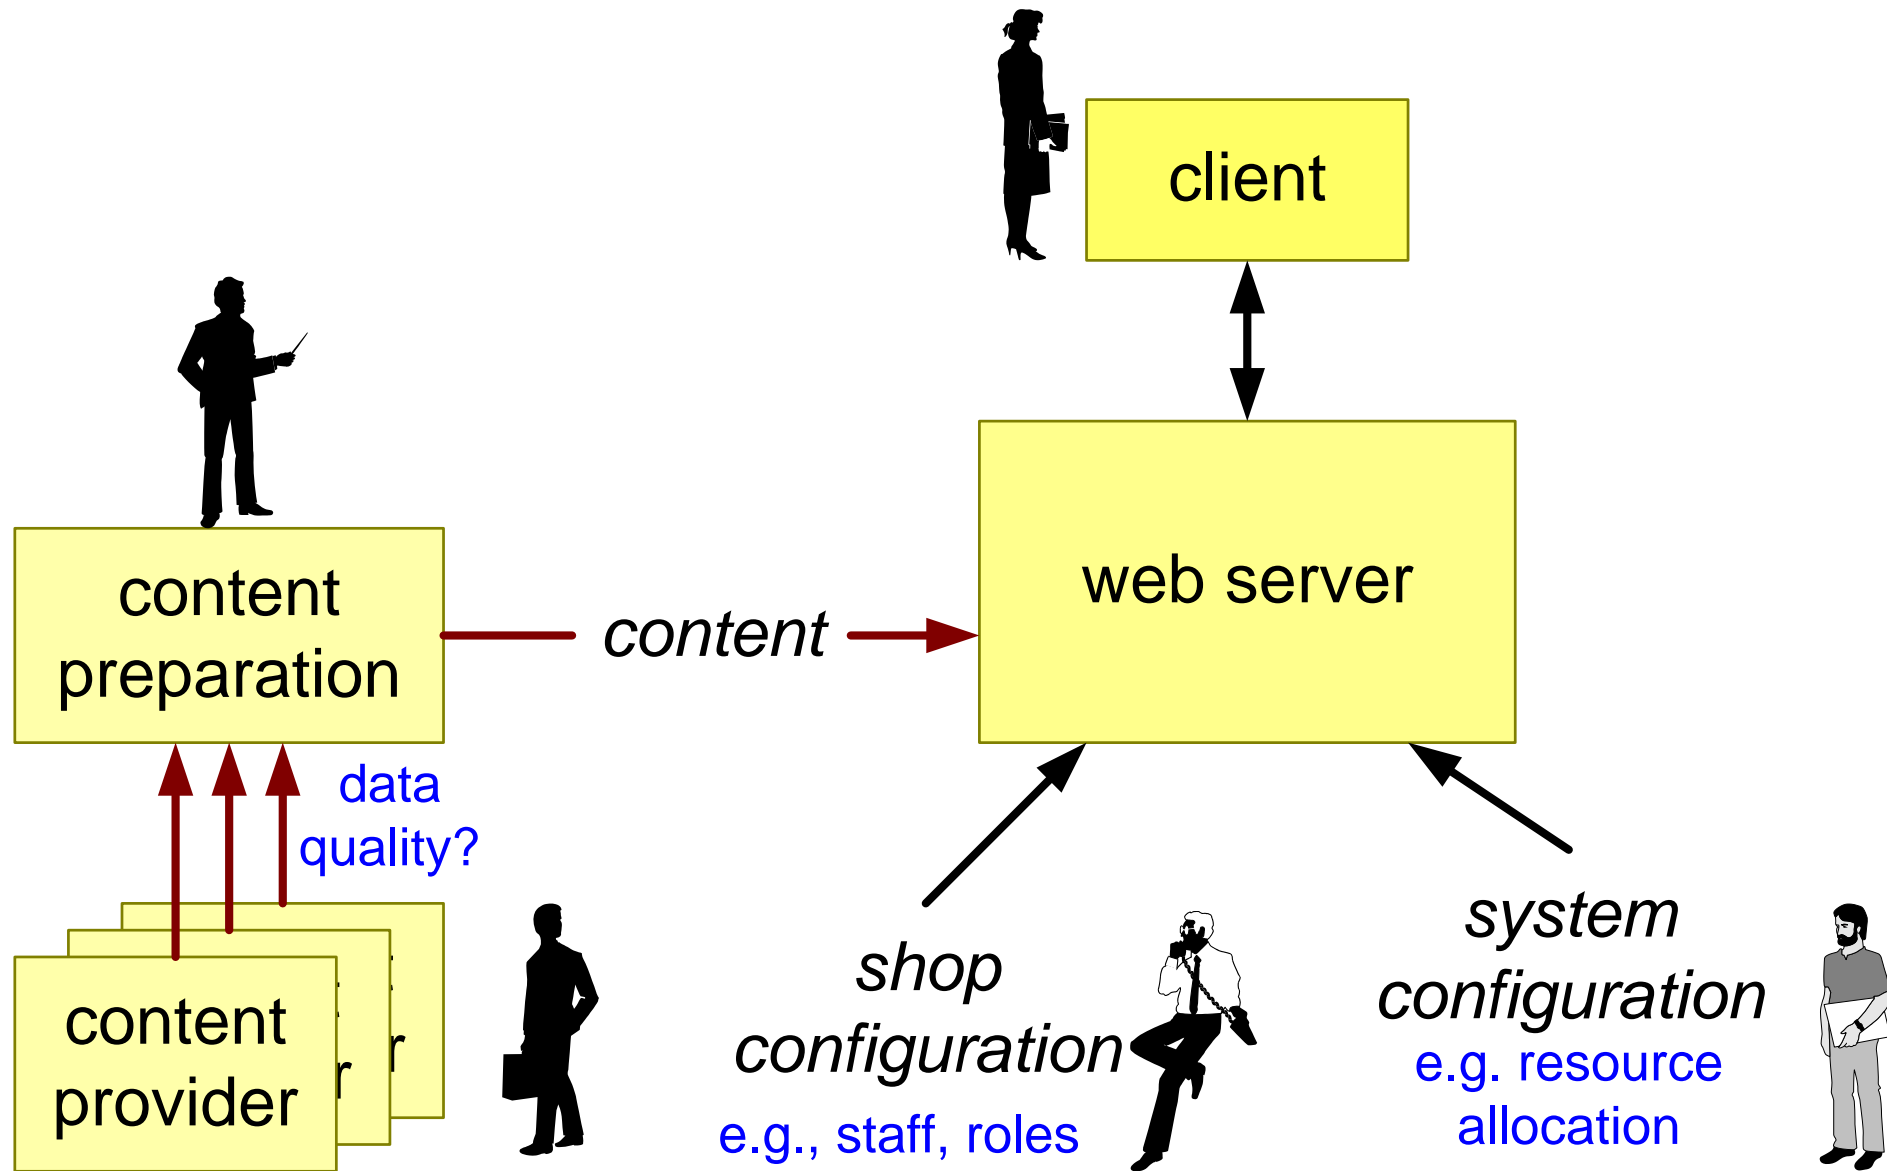 client
web server
content
preparation
content
data
quality?
content
provider
shop
configuration
e.g., staff, roles
system
configuration
e.g. resource
allocation